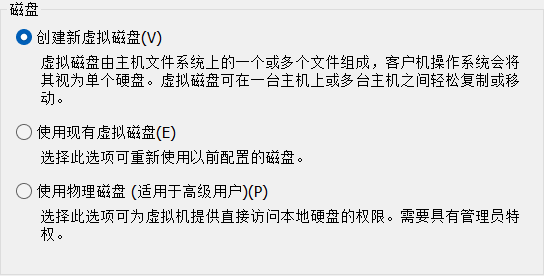 磁盘
创建新虚拟磁盘(V)
虚拟磁盘由主机文件系统上的一个或多个文件组成，客户机操作系统会将
其视为单个硬盘。虚拟磁盘可在一台主机上或多台主机之间轻松复制或移
动。
使用现有虚拟磁盘(E)
选择此选项可重新使用以前配置的磁盘。
使用物理磁盘 (适用于高级用户)(P)
选择此选项可为虚拟机提供直接访问本地硬盘的权限。需要具有管理员特
权。